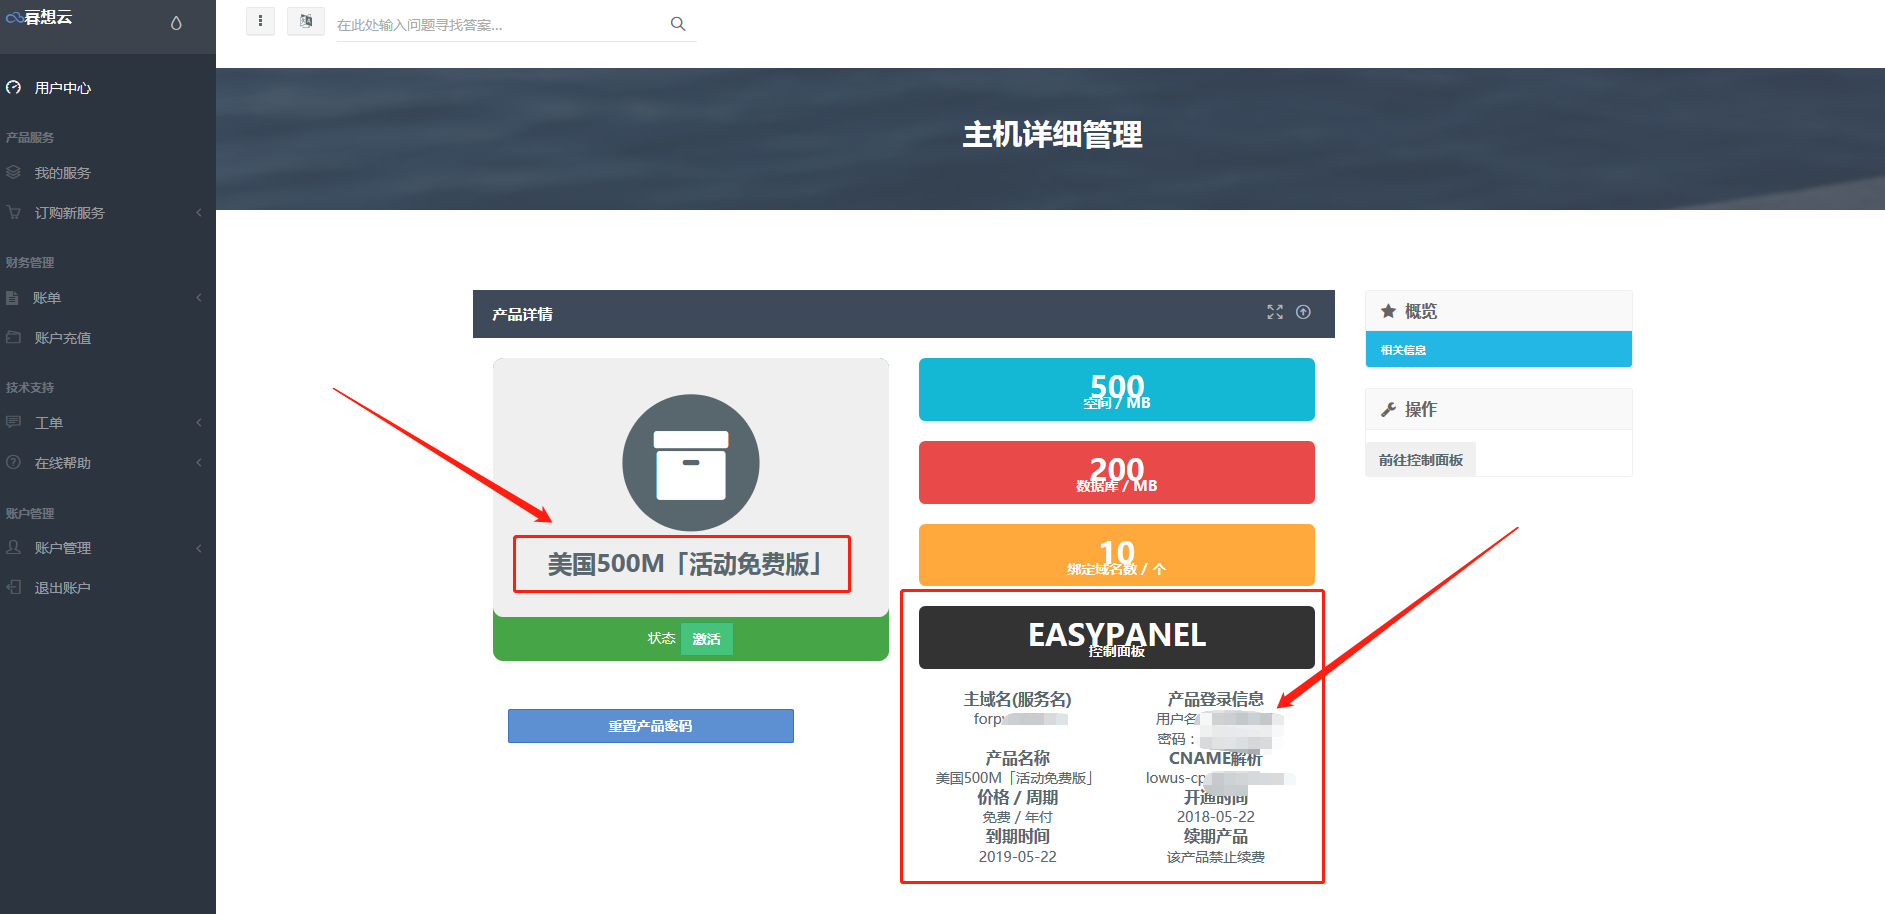 睿想云
在此处输入问题寻找答案...
用户中心
产品服务
我的服务
订购新服务
财务管理
账单
账户充值
技术支持
工单
在线帮助
账户管理
账户管理
退出账户
主机详细管理
产品详情
美国500M「活动免费版」
状态 激活
重置产品密码
500
空间 / MB
200
数据库 / MB
10
绑定域名数 / 个
EASYPANEL
控制面板
主域名(服务名)
产品登录信息
用户名
密码：
产品名称
美国500M「活动免费版」
CNAME解析
lowus-cp
价格 / 周期
免费 / 年付
开通时间
2018-05-22
到期时间
2019-05-22
续期产品
该产品禁止续费
概览
相关信息
操作
前往控制面板